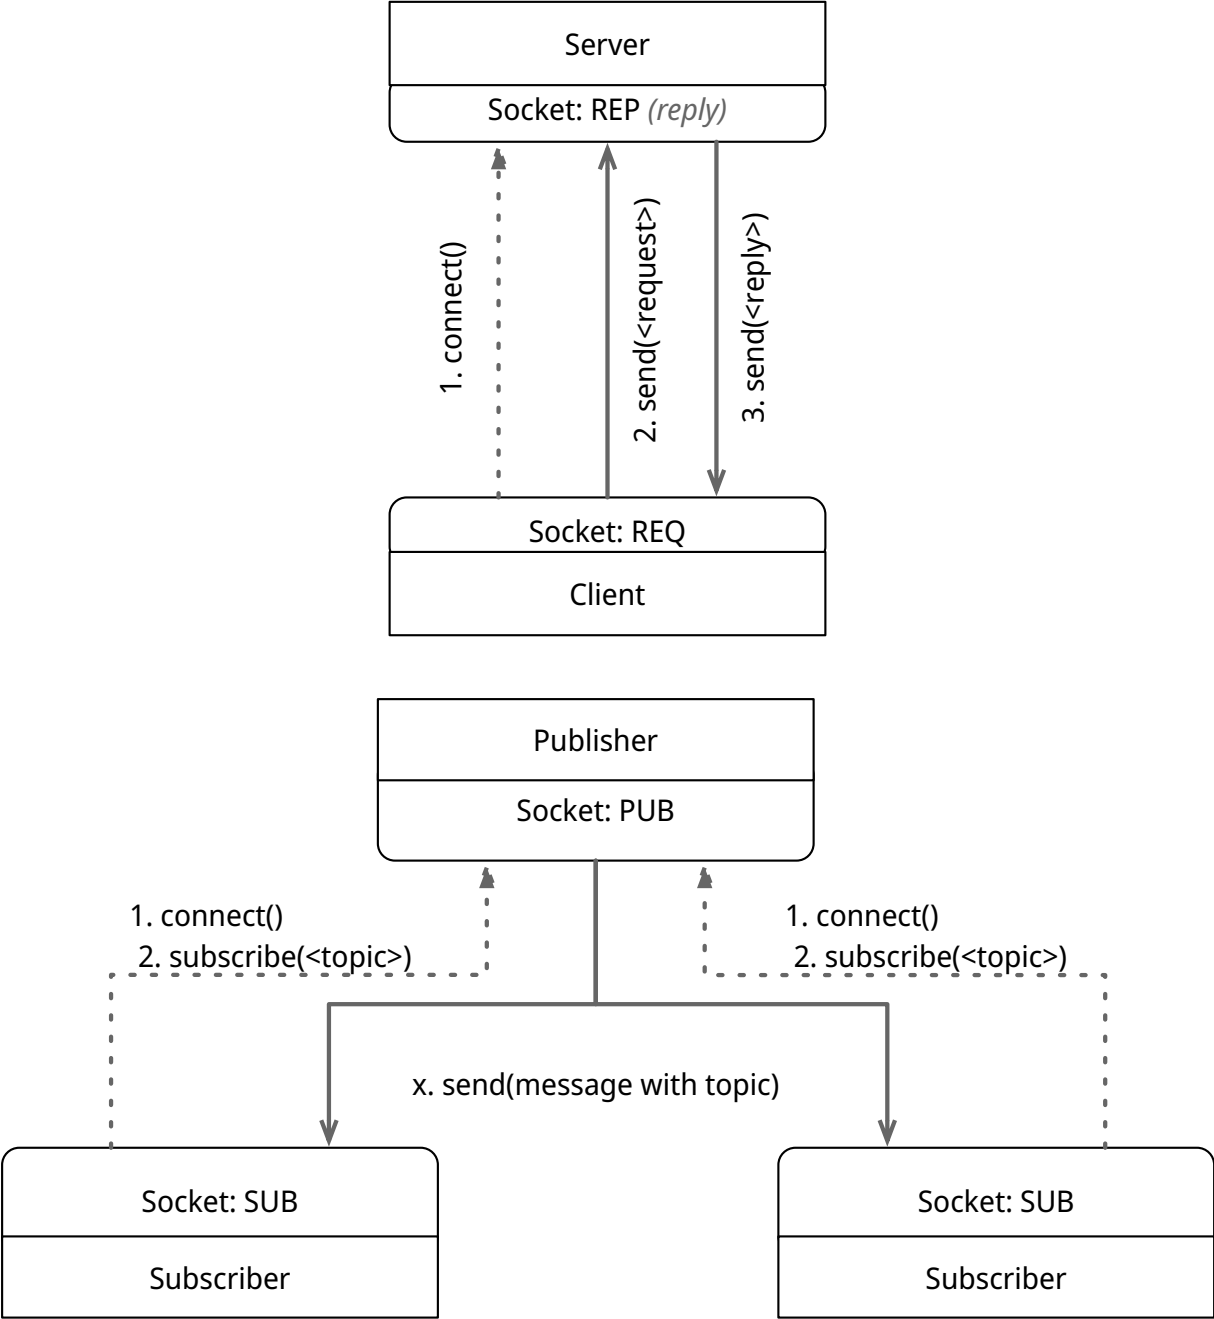 Server
Socket: REP (reply)
1. connect()
2. send(<request>)
3. send(<reply>)
Socket: REQ
Client
Publisher
Socket: PUB
1. connect()
2. subscribe(<topic>)
1. connect()
2. subscribe(<topic>)
x. send(message with topic)
Socket: SUB
Subscriber
Socket: SUB
Subscriber